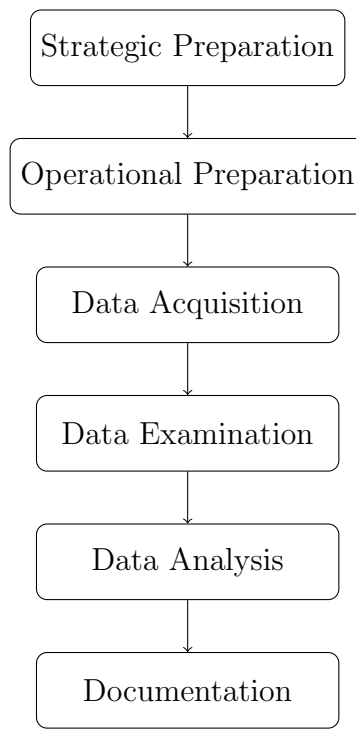 Strategic Preparation
Operational Preparation
Data Acquisition
Data Examination
Data Analysis
Documentation